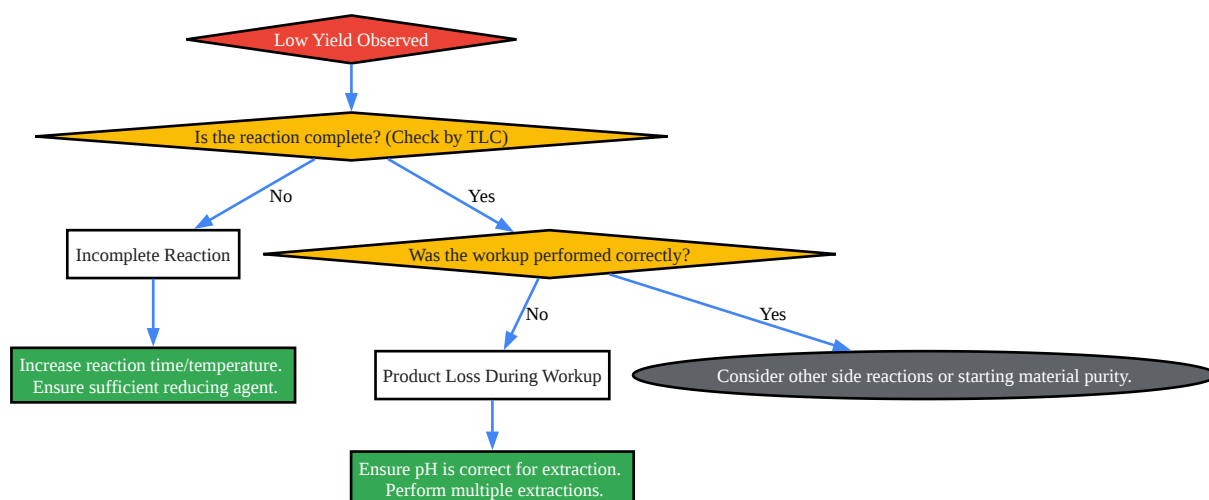 Low Yield Observed
Is the reaction complete? (Check by TLC)
No
Yes
Incomplete Reaction
Was the workup performed correctly?
No
Yes
Increase reaction time/temperature.
Ensure sufficient reducing agent.
Product Loss During Workup
Consider other side reactions or starting material purity.
Ensure pH is correct for extraction.
Perform multiple extractions.